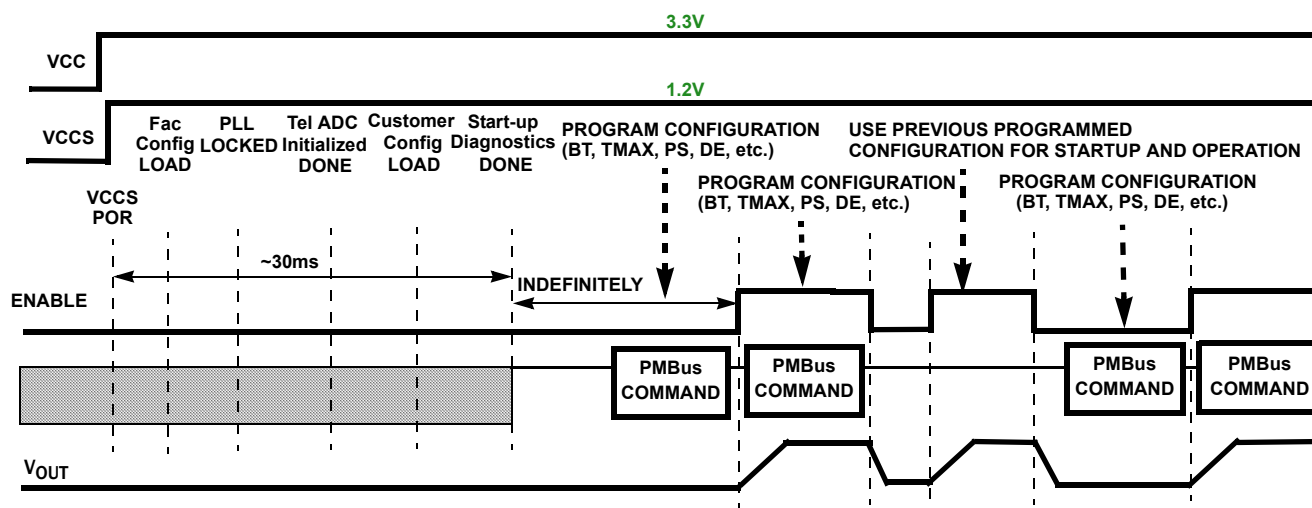 3.3V
VCC
1.2V
VCCS
Fac
Config
LOAD
PLL
LOCKED
Tel ADC
Initialized
DONE
Customer
Config
LOAD
Start-up
Diagnostics
DONE
PROGRAM CONFIGURATION
(BT, TMAX, PS, DE, etc.)
USE PREVIOUS PROGRAMMED
CONFIGURATION FOR STARTUP AND OPERATION
PROGRAM CONFIGURATION
(BT, TMAX, PS, DE, etc.)
PROGRAM CONFIGURATION
(BT, TMAX, PS, DE, etc.)
VCCS
POR
~30ms
INDEFINITELY
ENABLE
PMBus
COMMAND
PMBus
COMMAND
PMBus
COMMAND
PMBus
COMMAND
VOUT